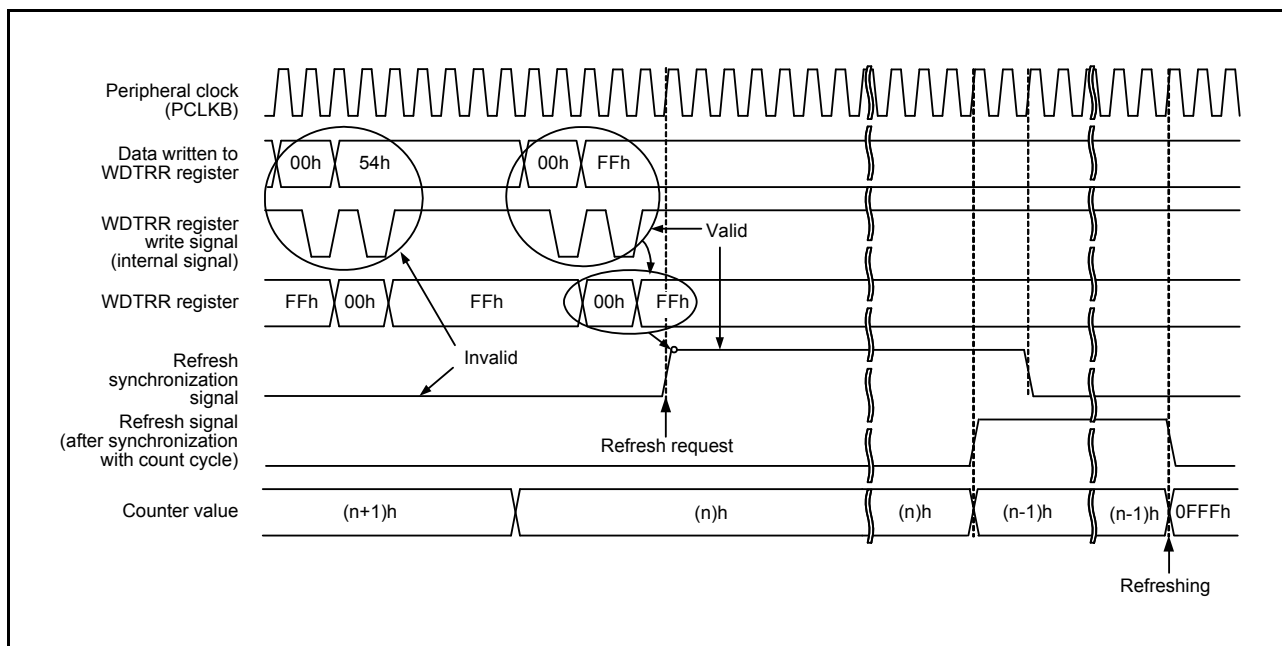 Peripheral clock
(PCLKB)
Data written to
WDTRR register
00h
54h
00h
FFh
WDTRR register
write signal
(internal signal)
Valid
WDTRR register
FFh
00h
FFh
00h
FFh
Refresh
synchronization
signal
Invalid
Refresh request
Refresh signal
(after synchronization
with count cycle)
Counter value
(n+1)h
(n)h
(n)h
(n-1)h
(n-1)h
0FFFh
Refreshing